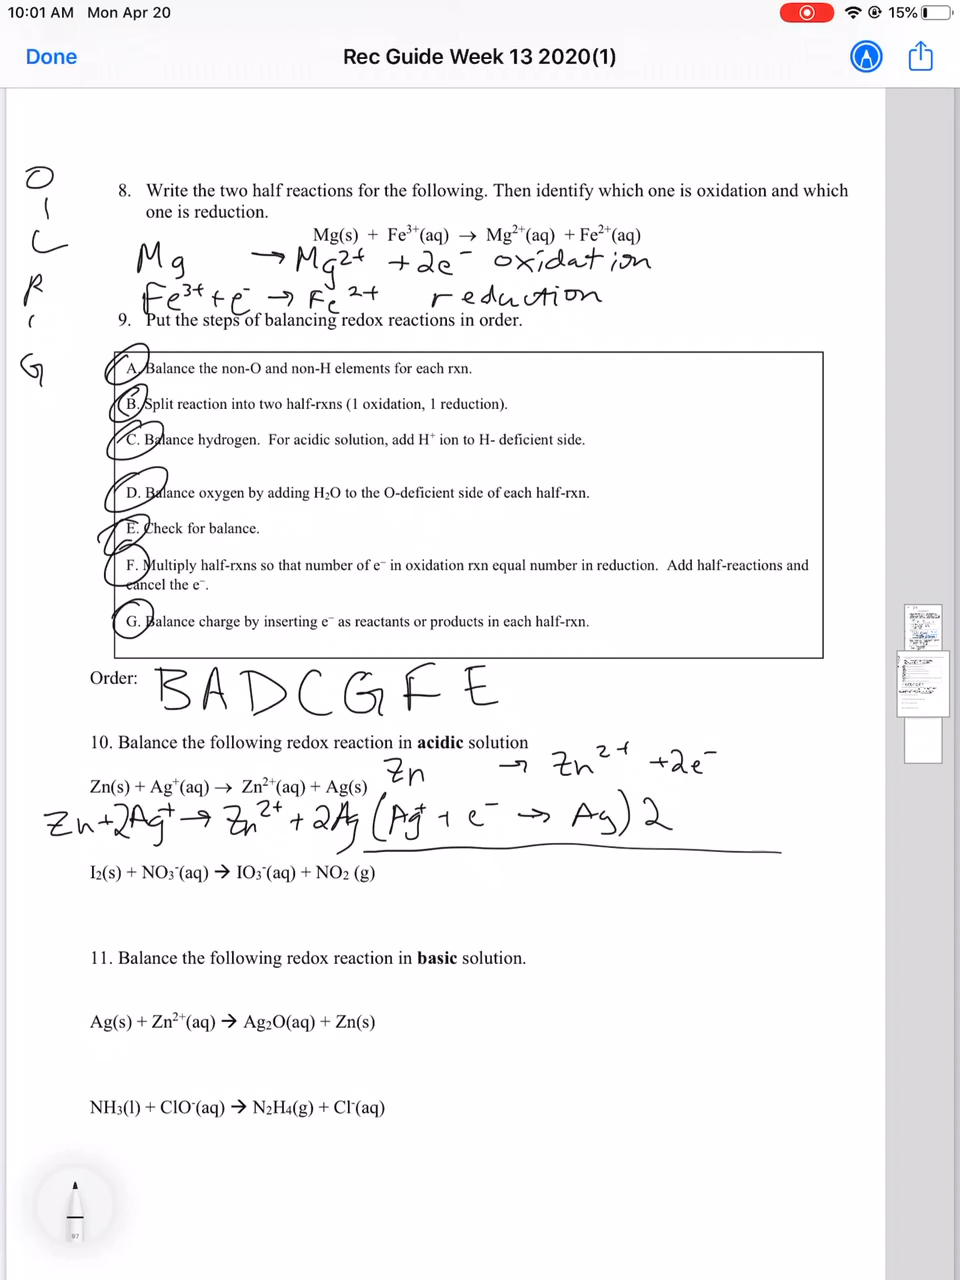 10:01 AM Mon Apr 20
15%
Done
Rec Guide Week 13 2020(1)
O
I
L
R
I
G
8. Write the two half reactions for the following. Then identify which one is oxidation and which
one is reduction.
Mg(s) + Fe³⁺(aq) → Mg²⁺(aq) + Fe²⁺(aq)
Mg → Mg2+ +2e⁻ oxidation
Fe³⁺ + e⁻ → Fe 2+ reduction
9. Put the steps of balancing redox reactions in order.
A. Balance the non-O and non-H elements for each rxn.
B. Split reaction into two half-rxns (1 oxidation, 1 reduction).
C. Balance hydrogen. For acidic solution, add H⁺ ion to H- deficient side.
D. Balance oxygen by adding H₂O to the O-deficient side of each half-rxn.
E. Check for balance.
F. Multiply half-rxns so that number of e⁻ in oxidation rxn equal number in reduction. Add half-reactions and
cancel the e⁻.
G. Balance charge by inserting e⁻ as reactants or products in each half-rxn.
Order: B A D C G F E
10. Balance the following redox reaction in acidic solution
Zn → Zn²⁺ +2e⁻
Zn(s) + Ag⁺(aq) → Zn²⁺(aq) + Ag(s)
Zn+2Ag⁺ → Zn²⁺ + 2Ag (Ag⁺ + e⁻ → Ag) 2
I₂(s) + NO₃⁻(aq) → IO₃⁻(aq) + NO₂ (g)
11. Balance the following redox reaction in basic solution.
Ag(s) + Zn²⁺(aq) → Ag₂O(aq) + Zn(s)
NH₃(l) + ClO⁻(aq) → N₂H₄(g) + Cl⁻(aq)
97